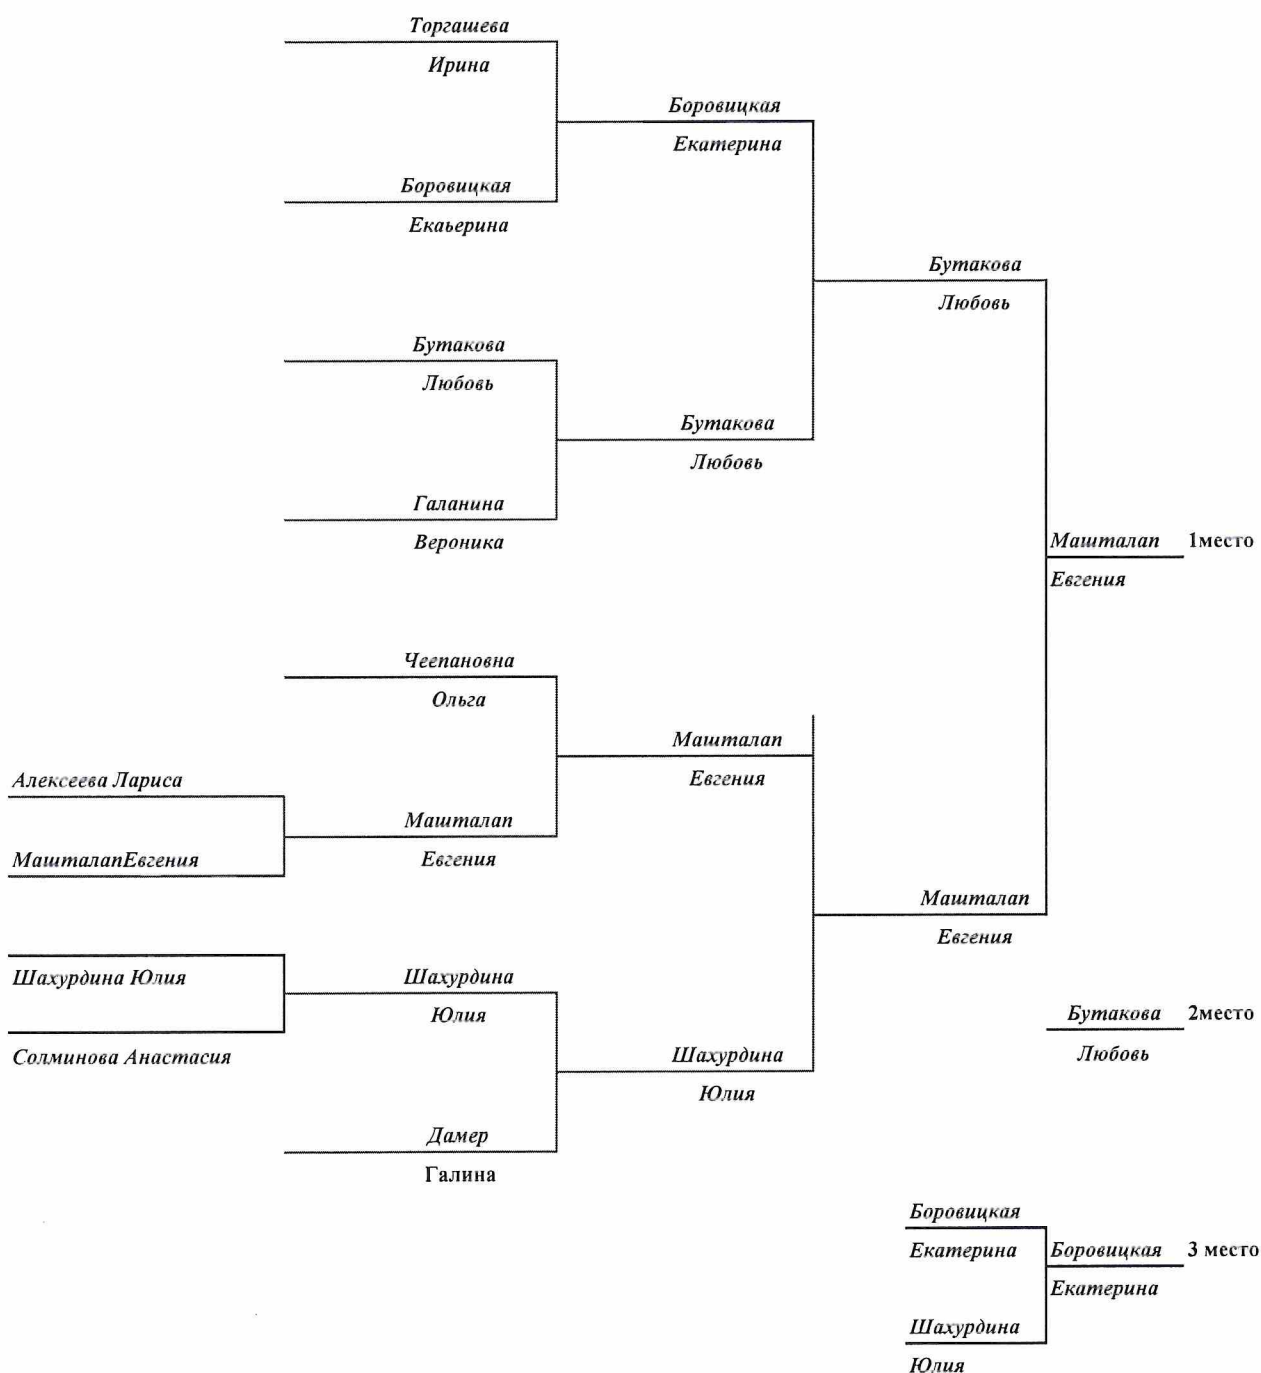 Торгашева
Ирина
Боровицкая
Екатерина
Боровицкая
Екаьерина
Бутакова
Любовь
Бутакова
Любовь
Бутакова
Любовь
Галанина
Вероника
Машталап 1место
Евгения
Чеепановна
Ольга
Машталап
Евгения
Алексеева Лариса
Машталап
Евгения
МашталапЕвгения
Машталап
Евгения
Шахурдина Юлия
Шахурдина
Юлия
Солминова Анастасия
Бутакова 2место
Любовь
Шахурдина
Юлия
Дамер
Галина
Боровицкая
Екатерина
Боровицкая 3 место
Екатерина
Шахурдина
Юлия